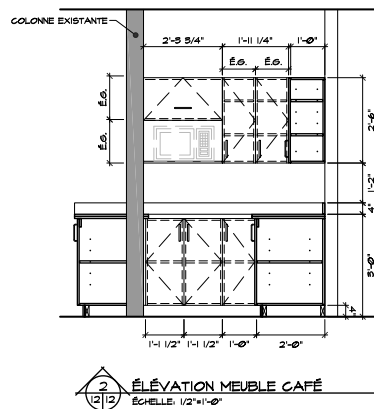 COLONNE EXISTANTE
2'-3 3/4"
1'-11 1/4"
1'-0"
É.G.
É.G.
É.G.
É.G.
2'-6"
1'-2"
4"
3'-0"
4"
1'-1 1/2"
1'-1 1/2"
1'-0"
2'-0"
2
12
12
ÉLÉVATION MEUBLE CAFÉ
ÉCHELLE: 1/2"=1'-0"